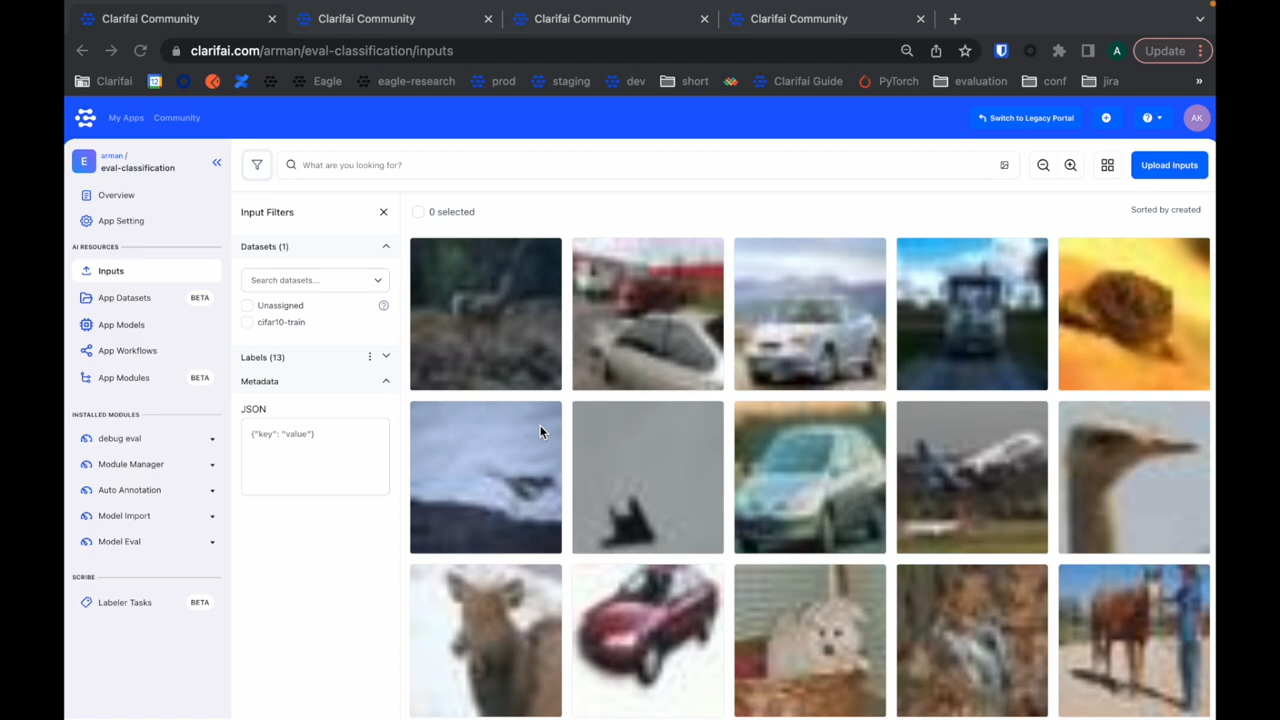 Clarifai Community
Clarifai Community
Clarifai Community
Clarifai Community
clarifai.com/arman/eval-classification/inputs
A
Update
Clarifai
12
Eagle
eagle-research
prod
staging
dev
short
Clarifai Guide
PyTorch
evaluation
conf
jira
»
My Apps
Community
Switch to Legacy Portal
AK
E
arman /
eval-classification
What are you looking for?
Upload Inputs
Overview
App Setting
AI RESOURCES
Inputs
App Datasets BETA
App Models
App Workflows
App Modules BETA
INSTALLED MODULES
debug eval
Module Manager
Auto Annotation
Model Import
Model Eval
SCRIBE
Labeler Tasks BETA
Input Filters
Datasets (1)
Search datasets...
Unassigned
cifar10-train
Labels (13)
Metadata
JSON
{"key": "value"}
0 selected
Sorted by created